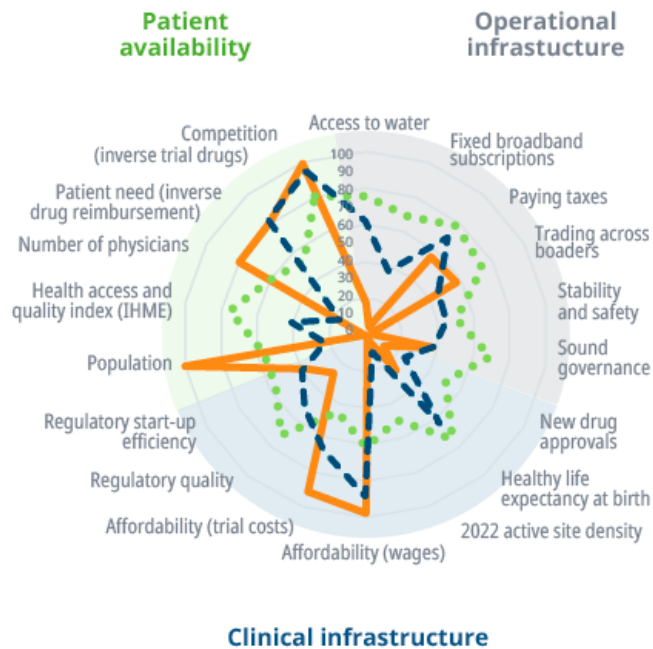 Patient
availability
Operational
infrastucture
Access to water
Competition
(inverse trial drugs)
Fixed broadband
subscriptions
Patient need (inverse
drug reimbursement)
Paying taxes
Number of physicians
Trading across
boaders
Health access and
quality index (IHME)
Stability
and safety
Population
Sound
governance
Regulatory start-up
efficiency
New drug
approvals
Regulatory quality
Healthy life
expectancy at birth
Affordability (trial costs)
2022 active site density
Affordability (wages)
100
90
80
70
60
50
40
30
20
10
0
Clinical infrastructure